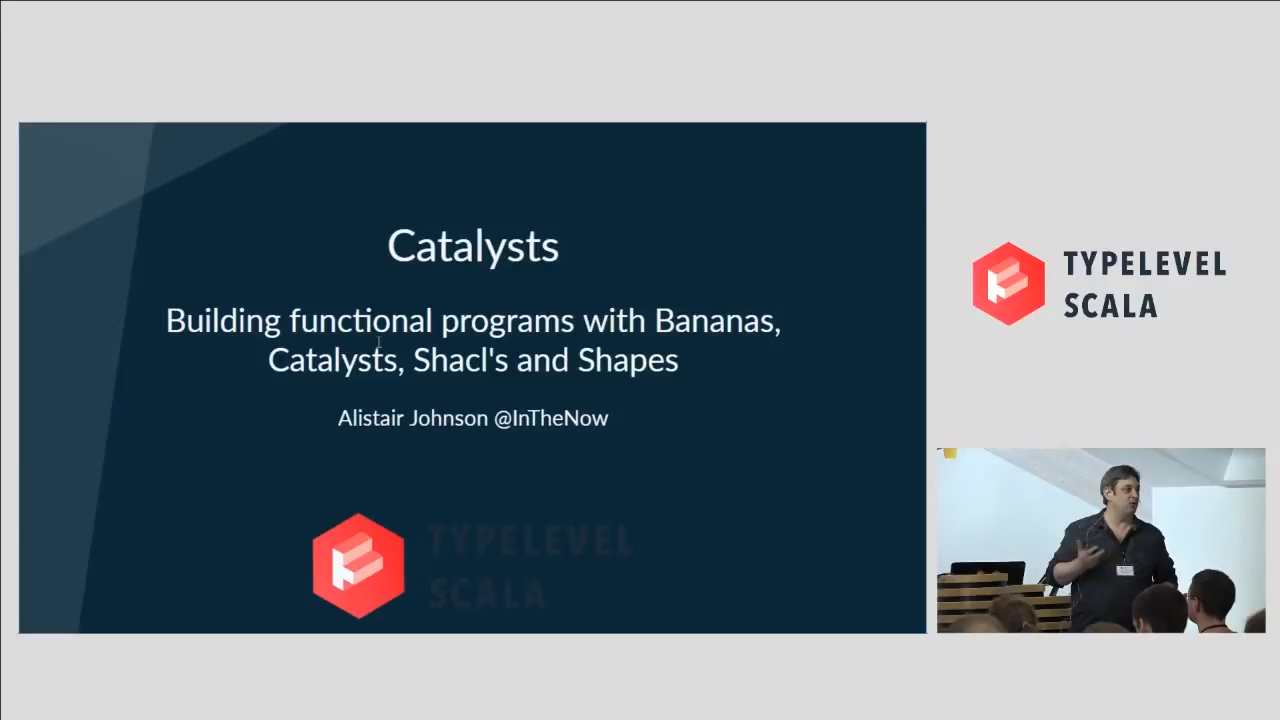 Catalysts
Building functional programs with Bananas,
Catalysts, Shacl's and Shapes
Alistair Johnson @InTheNow
TYPELEVEL
SCALA
TYPELEVEL
SCALA